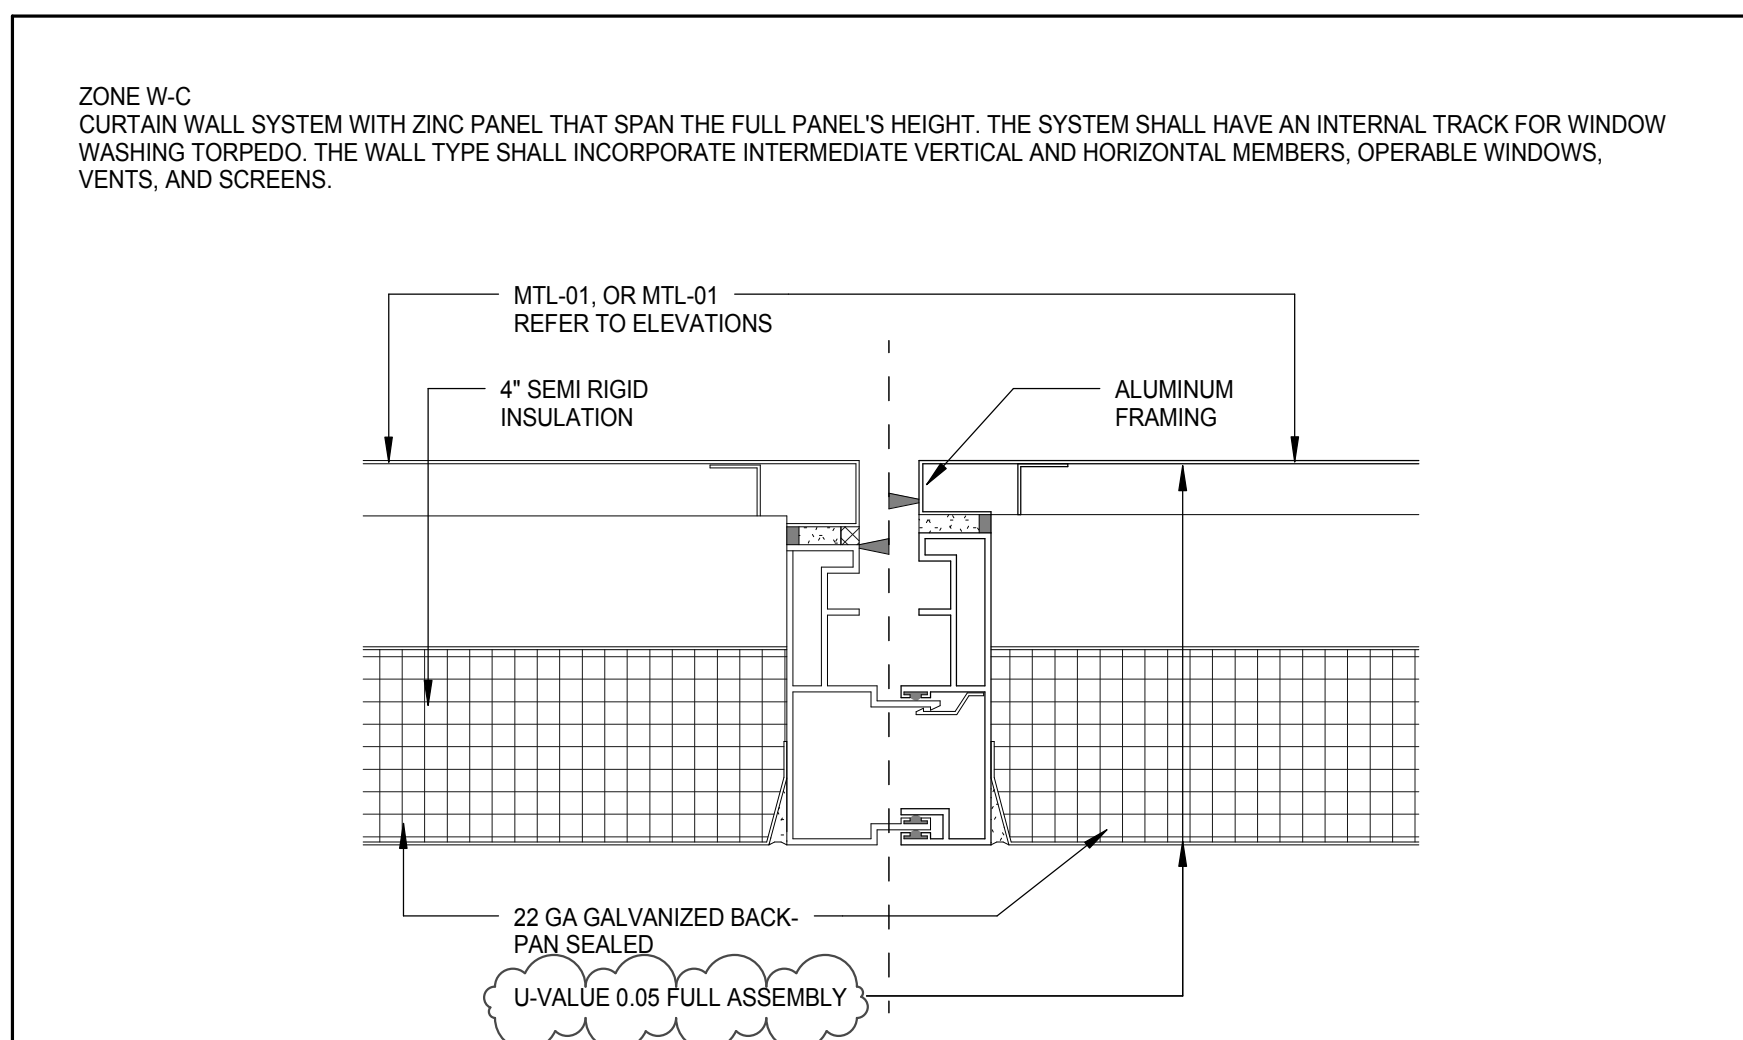 ZONE W-C
CURTAIN WALL SYSTEM WITH ZINC PANEL THAT SPAN THE FULL PANEL'S HEIGHT. THE SYSTEM SHALL HAVE AN INTERNAL TRACK FOR WINDOW
WASHING TORPEDO. THE WALL TYPE SHALL INCORPORATE INTERMEDIATE VERTICAL AND HORIZONTAL MEMBERS, OPERABLE WINDOWS,
VENTS, AND SCREENS.
MTL-01, OR MTL-01
REFER TO ELEVATIONS
4" SEMI RIGID
INSULATION
ALUMINUM
FRAMING
22 GA GALVANIZED BACK-
PAN SEALED
U-VALUE 0.05 FULL ASSEMBLY